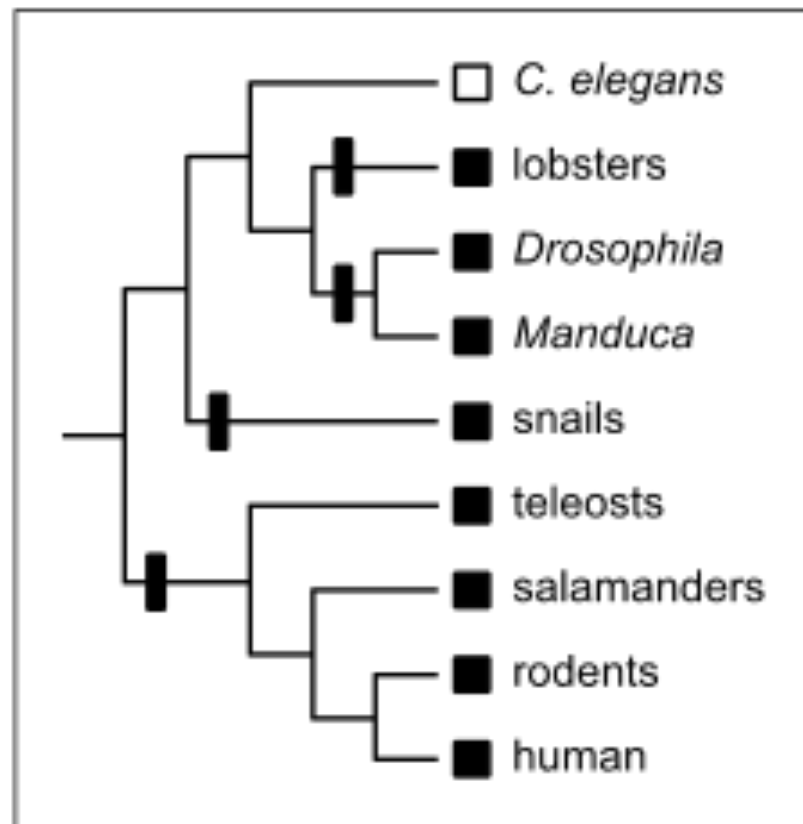 C. elegans
lobsters
Drosophila
Manduca
snails
teleosts
salamanders
rodents
human